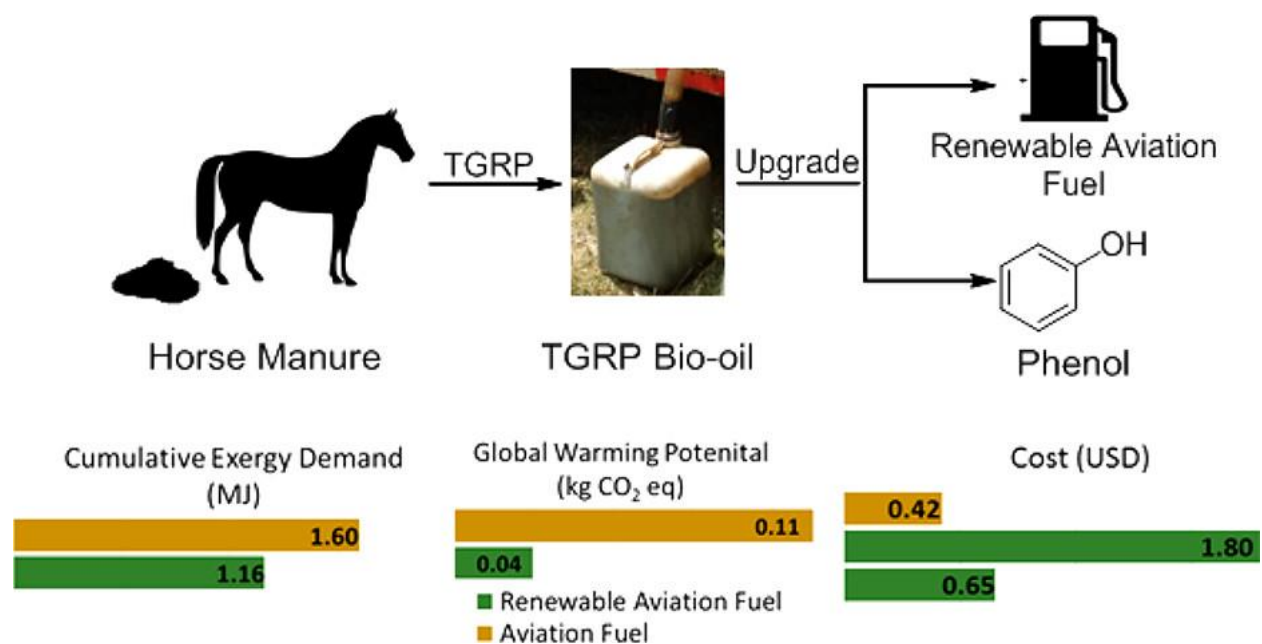 TGRP
Upgrade
Renewable Aviation
Fuel
OH
Horse Manure
TGRP Bio-oil
Phenol
Cumulative Exergy Demand
(MJ)
1.60
1.16
Global Warming Potenital
(kg CO₂ eq)
0.11
0.04
Renewable Aviation Fuel
Aviation Fuel
Cost (USD)
0.42
1.80
0.65